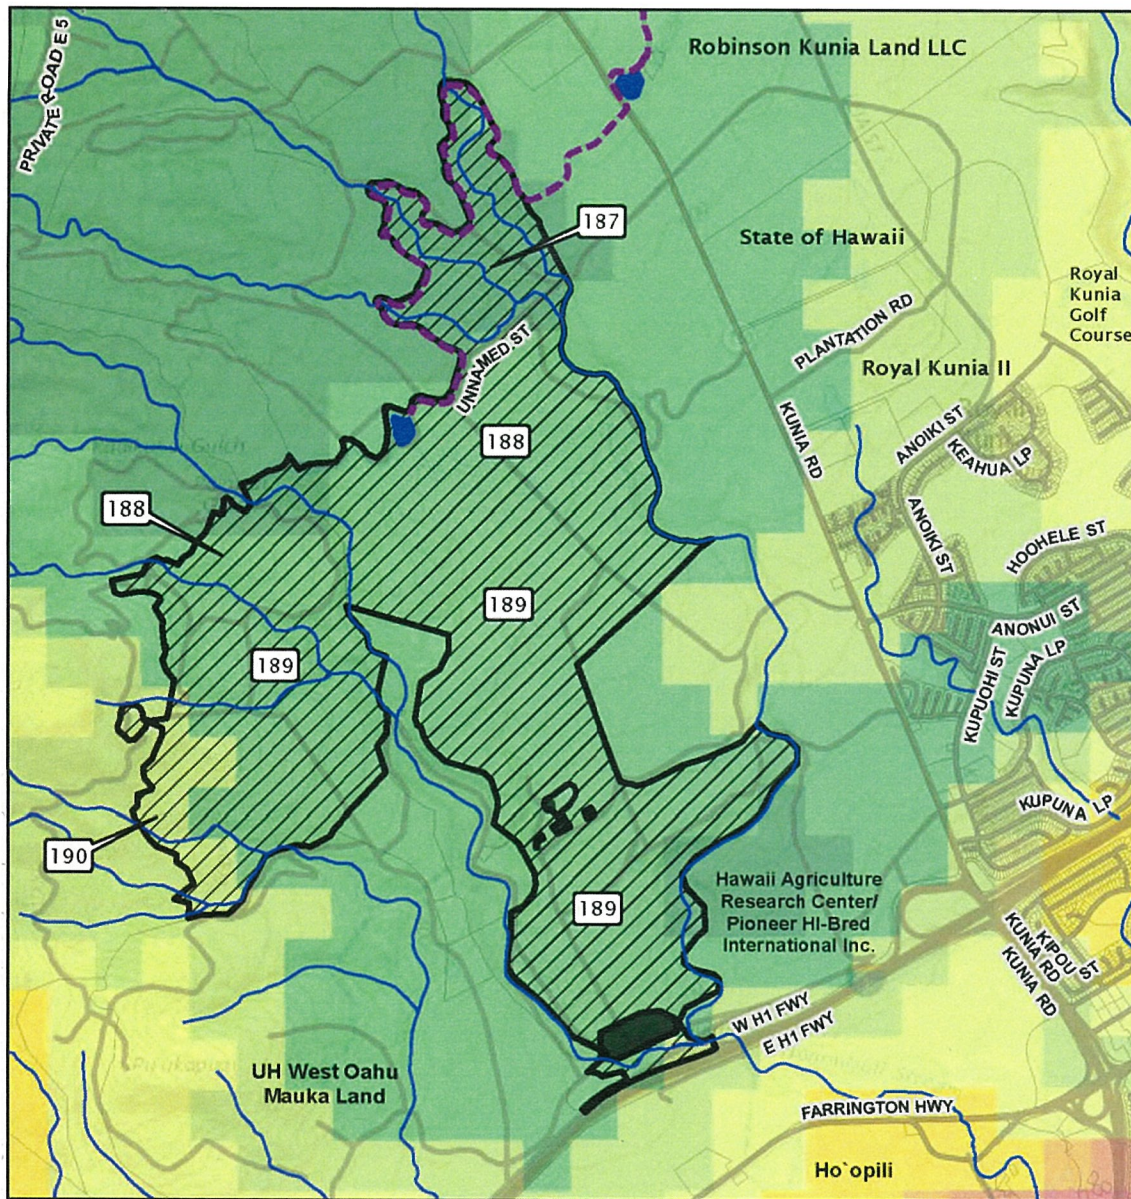 PRIVATE ROAD E5
Robinson Kunia Land LLC
187
State of Hawaii
Royal
Kunia
Golf
Course
PLANTATION RD
UNNAMED ST
Royal Kunia II
KUNIA RD
ANOIKI ST
KEAHUA LP
188
188
ANOIKI ST
HOOHELE ST
189
ANONUI ST
189
KUPUOHI ST
KUPUNA LP
KUPUNA LP
190
189
Hawaii Agriculture
Research Center/
Pioneer HI-Bred
International Inc.
KIPOU ST
KUNIA RD
KUNIA RD
W H1 FWY
E H1 FWY
UH West Oahu
Mauka Land
FARRINGTON HWY
Ho`opili